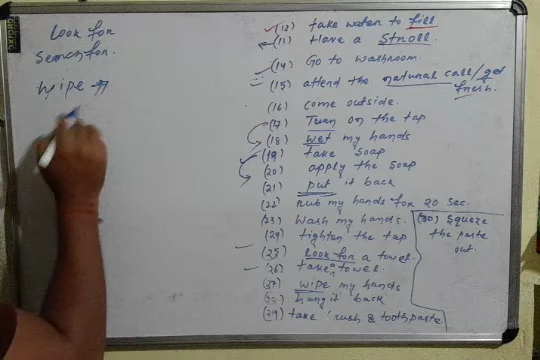 Look for
Search for.
Wipe
(12) take water to fill
(11) Have a Stroll.
(14) Go to washroom
(15) attend the natural call/get
fresh.
(16) come outside.
(17) Turn on the tap
(18) wet my hands
(19) take soap
(20) apply the soap
(21) put it back
(22) rub my hands for 20 sec.
(23) wash my hands.
(24) tighten the tap
(25) Look for a towel.
(26) take a towel.
(27) wipe my hands
(28) hang it back
(29) take rush & toothpaste
(30) Squeze
the paste
out.